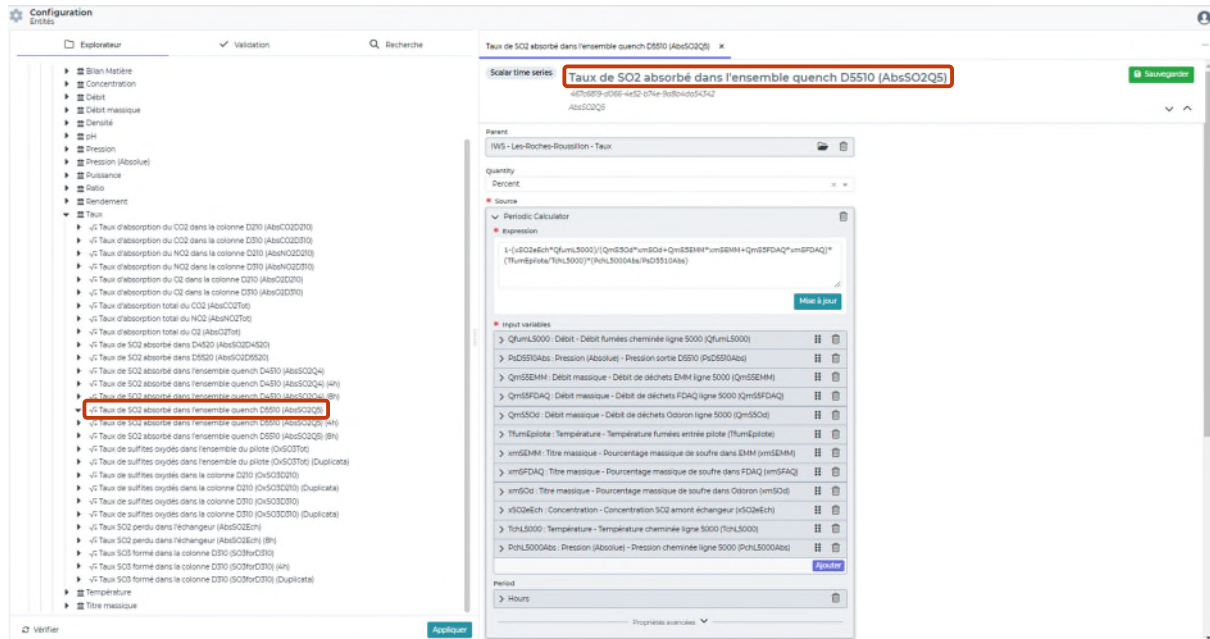 Configuration
Entités
Explorateur
Validation
Recherche
Bilan Matière
Concentration
Débit
Débit massique
Densité
pH
Pression
Pression (Absolue)
Puissance
Ratio
Rendement
Taux
Taux d'absorption du CO2 dans la colonne D210 (AbsCO2D210)
Taux d'absorption du CO2 dans la colonne D310 (AbsCO2D310)
Taux d'absorption du NO2 dans la colonne D210 (AbsNO2D210)
Taux d'absorption du NO2 dans la colonne D310 (AbsNO2D310)
Taux d'absorption du O2 dans la colonne D210 (AbsO2D210)
Taux d'absorption du O2 dans la colonne D310 (AbsO2D310)
Taux d'absorption total du CO2 (AbsCO2Tot)
Taux d'absorption total du NO2 (AbsNO2Tot)
Taux d'absorption total du O2 (AbsO2Tot)
Taux de SO2 absorbé dans D4520 (AbsSO2D4520)
Taux de SO2 absorbé dans D5520 (AbsSO2D5520)
Taux de SO2 absorbé dans l'ensemble quench D4510 (AbsSO2Q4)
Taux de SO2 absorbé dans l'ensemble quench D4510 (AbsSO2Q4) (4h)
Taux de SO2 absorbé dans l'ensemble quench D4510 (AbsSO2Q4) (8h)
Taux de SO2 absorbé dans l'ensemble quench D5510 (AbsSO2Q5)
Taux de SO2 absorbé dans l'ensemble quench D5510 (AbsSO2Q5) (4h)
Taux de SO2 absorbé dans l'ensemble quench D5510 (AbsSO2Q5) (8h)
Taux de sulfites oxydés dans l'ensemble du pilote (OxSO3Tot)
Taux de sulfites oxydés dans l'ensemble du pilote (OxSO3Tot) (Duplicata)
Taux de sulfites oxydés dans la colonne D210 (OxSO3D210)
Taux de sulfites oxydés dans la colonne D210 (OxSO3D210) (Duplicata)
Taux de sulfites oxydés dans la colonne D310 (OxSO3D310)
Taux de sulfites oxydés dans la colonne D310 (OxSO3D310) (Duplicata)
Taux SO2 perdu dans l'échangeur (AbsSO2Ech)
Taux SO2 perdu dans l'échangeur (AbsSO2Ech) (8h)
Taux SO3 formé dans la colonne D310 (SO3forD310)
Taux SO3 formé dans la colonne D310 (SO3forD310) (4h)
Taux SO3 formé dans la colonne D310 (SO3forD310) (Duplicata)
Température
Titre massique
Vérifier
Appliquer
Taux de SO2 absorbé dans l'ensemble quench D5510 (AbsSO2Q5) ×
Scalar time series
Taux de SO2 absorbé dans l'ensemble quench D5510 (AbsSO2Q5)
Sauvegarder
467d6819-d066-4e52-b74e-9a8b4da54342
AbsSO2Q5
Parent
IWS - Les-Roches-Roussillon - Taux
Quantity
Percent
* Source
Periodic Calculator
* Expression
1-(xSO2eEch*QfumL5000)/(QmS5Od*xmSOd+QmS5EMM*xmSEMM+QmS5FDAQ*xmSFDAQ)*
(TfumEpilote/TchL5000)*(PchL5000Abs/PsD5510Abs)
Mise à jour
* Input variables
QfumL5000 : Débit - Débit fumées cheminée ligne 5000 (QfumL5000)
PsD5510Abs : Pression (Absolue) - Pression sortie D5510 (PsD5510Abs)
QmS5EMM : Débit massique - Débit de déchets EMM ligne 5000 (QmS5EMM)
QmS5FDAQ : Débit massique - Débit de déchets FDAQ ligne 5000 (QmS5FDAQ)
QmS5Od : Débit massique - Débit de déchets Odoron ligne 5000 (QmS5Od)
TfumEpilote : Température - Température fumées entrée pilote (TfumEpilote)
xmSEMM : Titre massique - Pourcentage massique de soufre dans EMM (xmSEMM)
xmSFDAQ : Titre massique - Pourcentage massique de soufre dans FDAQ (xmSFAQ)
xmSOd : Titre massique - Pourcentage massique de soufre dans Odoron (xmSOd)
xSO2eEch : Concentration - Concentration SO2 amont échangeur (xSO2eEch)
TchL5000 : Température - Température cheminée ligne 5000 (TchL5000)
PchL5000Abs : Pression (Absolue) - Pression cheminée ligne 5000 (PchL5000Abs)
Ajouter
Period
Hours
Propriétés avancées